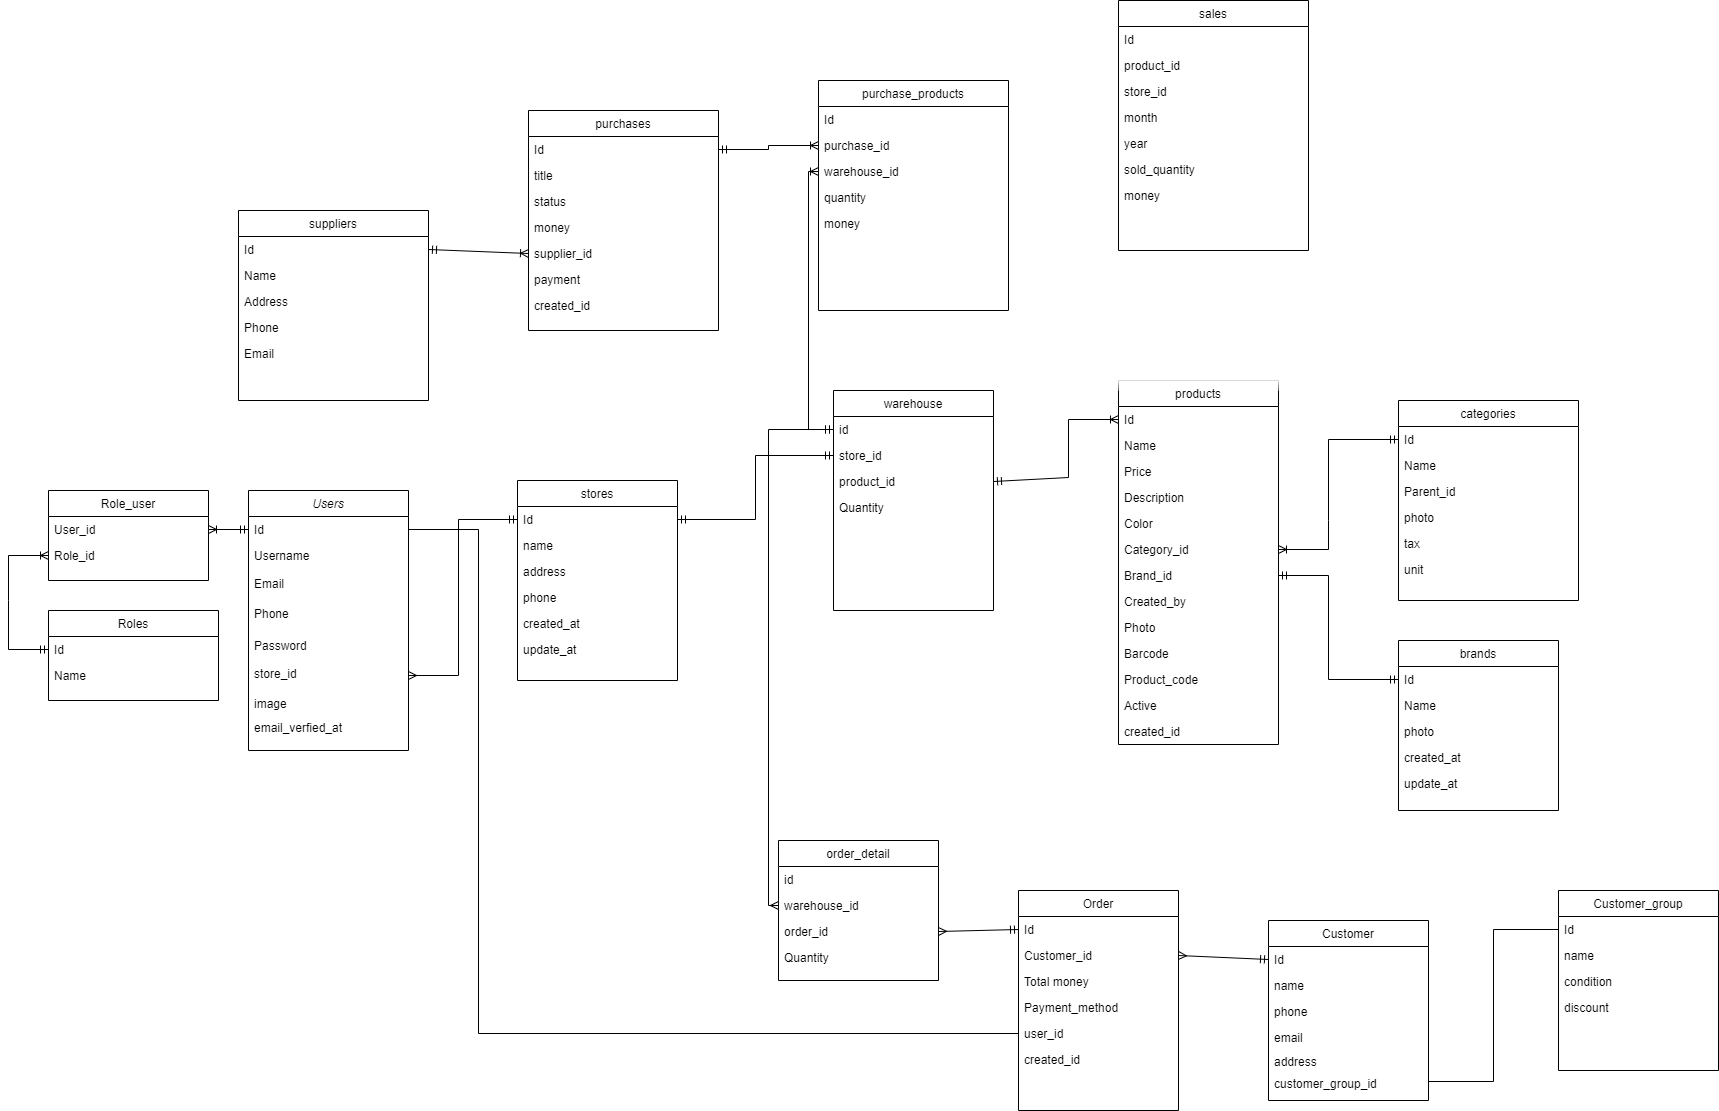 sales
Id
product_id
store_id
month
year
sold_quantity
money
purchase_products
Id
purchase_id
warehouse_id
quantity
money
purchases
Id
title
status
money
supplier_id
payment
created_id
suppliers
Id
Name
Address
Phone
Email
warehouse
id
store_id
product_id
Quantity
products
Id
Name
Price
Description
Color
Category_id
Brand_id
Created_by
Photo
Barcode
Product_code
Active
created_id
categories
Id
Name
Parent_id
photo
tax
unit
Role_user
User_id
Role_id
Users
Id
Username
Email
Phone
Password
store_id
image
email_verfied_at
stores
Id
name
address
phone
created_at
update_at
Roles
Id
Name
brands
Id
Name
photo
created_at
update_at
order_detail
id
warehouse_id
order_id
Quantity
Order
Id
Customer_id
Total money
Payment_method
user_id
created_id
Customer
Id
name
phone
email
address
customer_group_id
Customer_group
Id
name
condition
discount